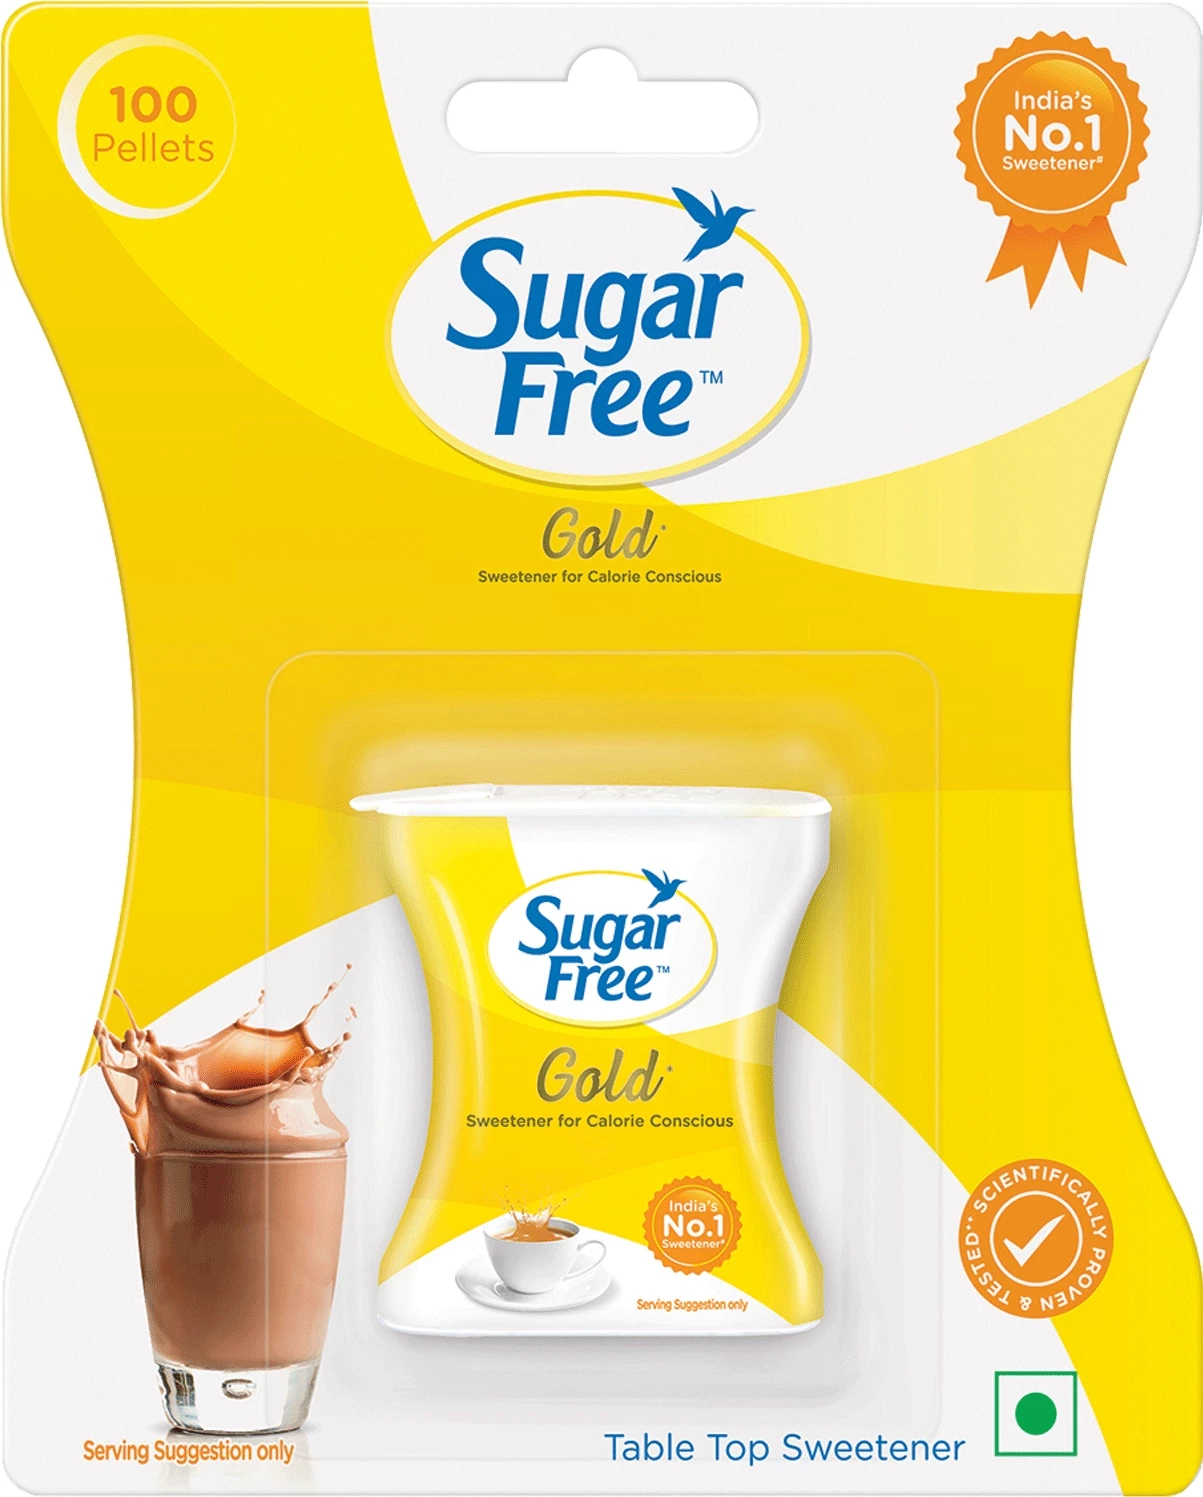 100
Pellets
India's
No.1
Sweetener#
Sugar
Free™
Gold*
Sweetener for Calorie Conscious
Sugar
Free™
Gold*
Sweetener for Calorie Conscious
India's
No.1
Sweetener#
Serving Suggestion only
SCIENTIFICALLY PROVEN & TESTED**
Serving Suggestion only
Table Top Sweetener